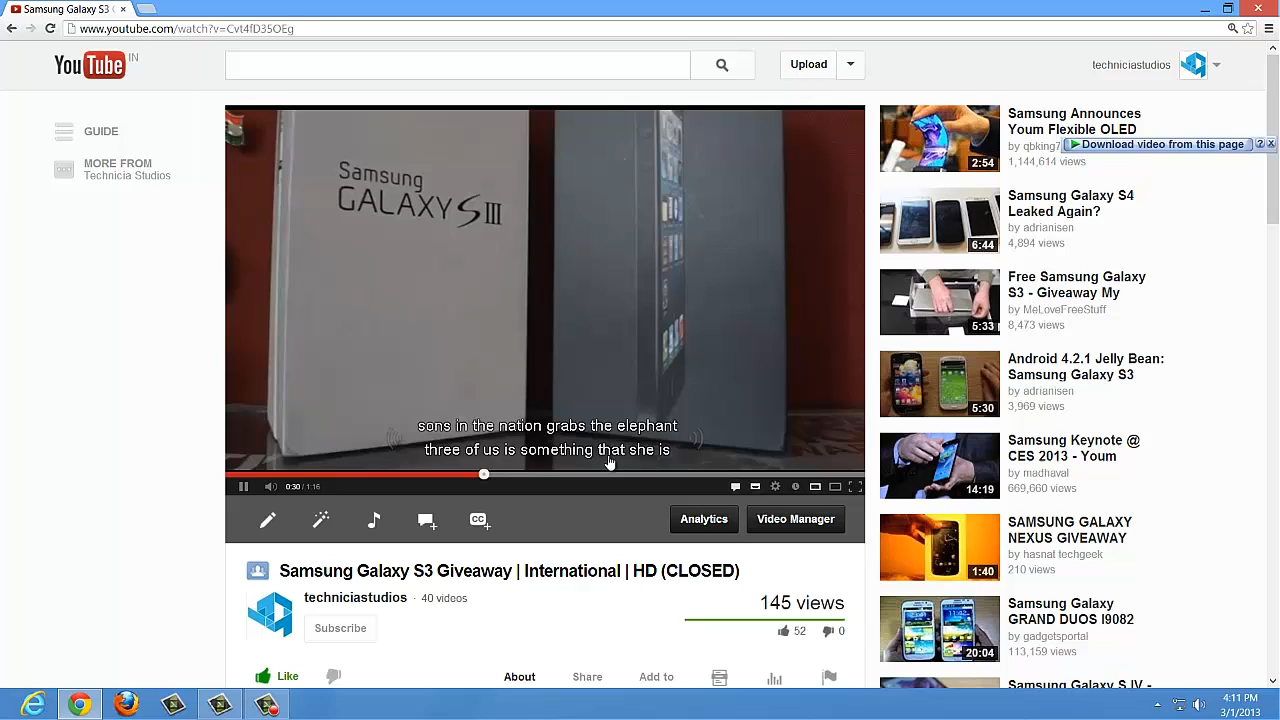 Samsung Galaxy S3 G
www.youtube.com/watch?v=Cvt4fD35OEg
YouTube IN
Upload
techniciastudios
GUIDE
MORE FROM
Technicia Studios
Samsung
GALAXY S III
sons in the nation grabs the elephant
three of us is something that she is
0:30 / 1:16
CC
Analytics
Video Manager
Samsung Galaxy S3 Giveaway | International | HD (CLOSED)
techniciastudios · 40 videos
Subscribe
145 views
52
0
Like
About
Share
Add to
2:54
Samsung Announces
Youm Flexible OLED
by qbking7
1,144,614 views
Download video from this page
? X
6:44
Samsung Galaxy S4
Leaked Again?
by adrianisen
4,894 views
5:33
Free Samsung Galaxy
S3 - Giveaway My
by MeLoveFreeStuff
8,473 views
5:30
Android 4.2.1 Jelly Bean:
Samsung Galaxy S3
by adrianisen
3,969 views
14:19
Samsung Keynote @
CES 2013 - Youm
by madhaval
669,660 views
1:40
SAMSUNG GALAXY
NEXUS GIVEAWAY
by hasnat techgeek
210 views
20:04
Samsung Galaxy
GRAND DUOS I9082
by gadgetsportal
113,159 views
Samsung Galaxy S IV -
4:11 PM
3/1/2013